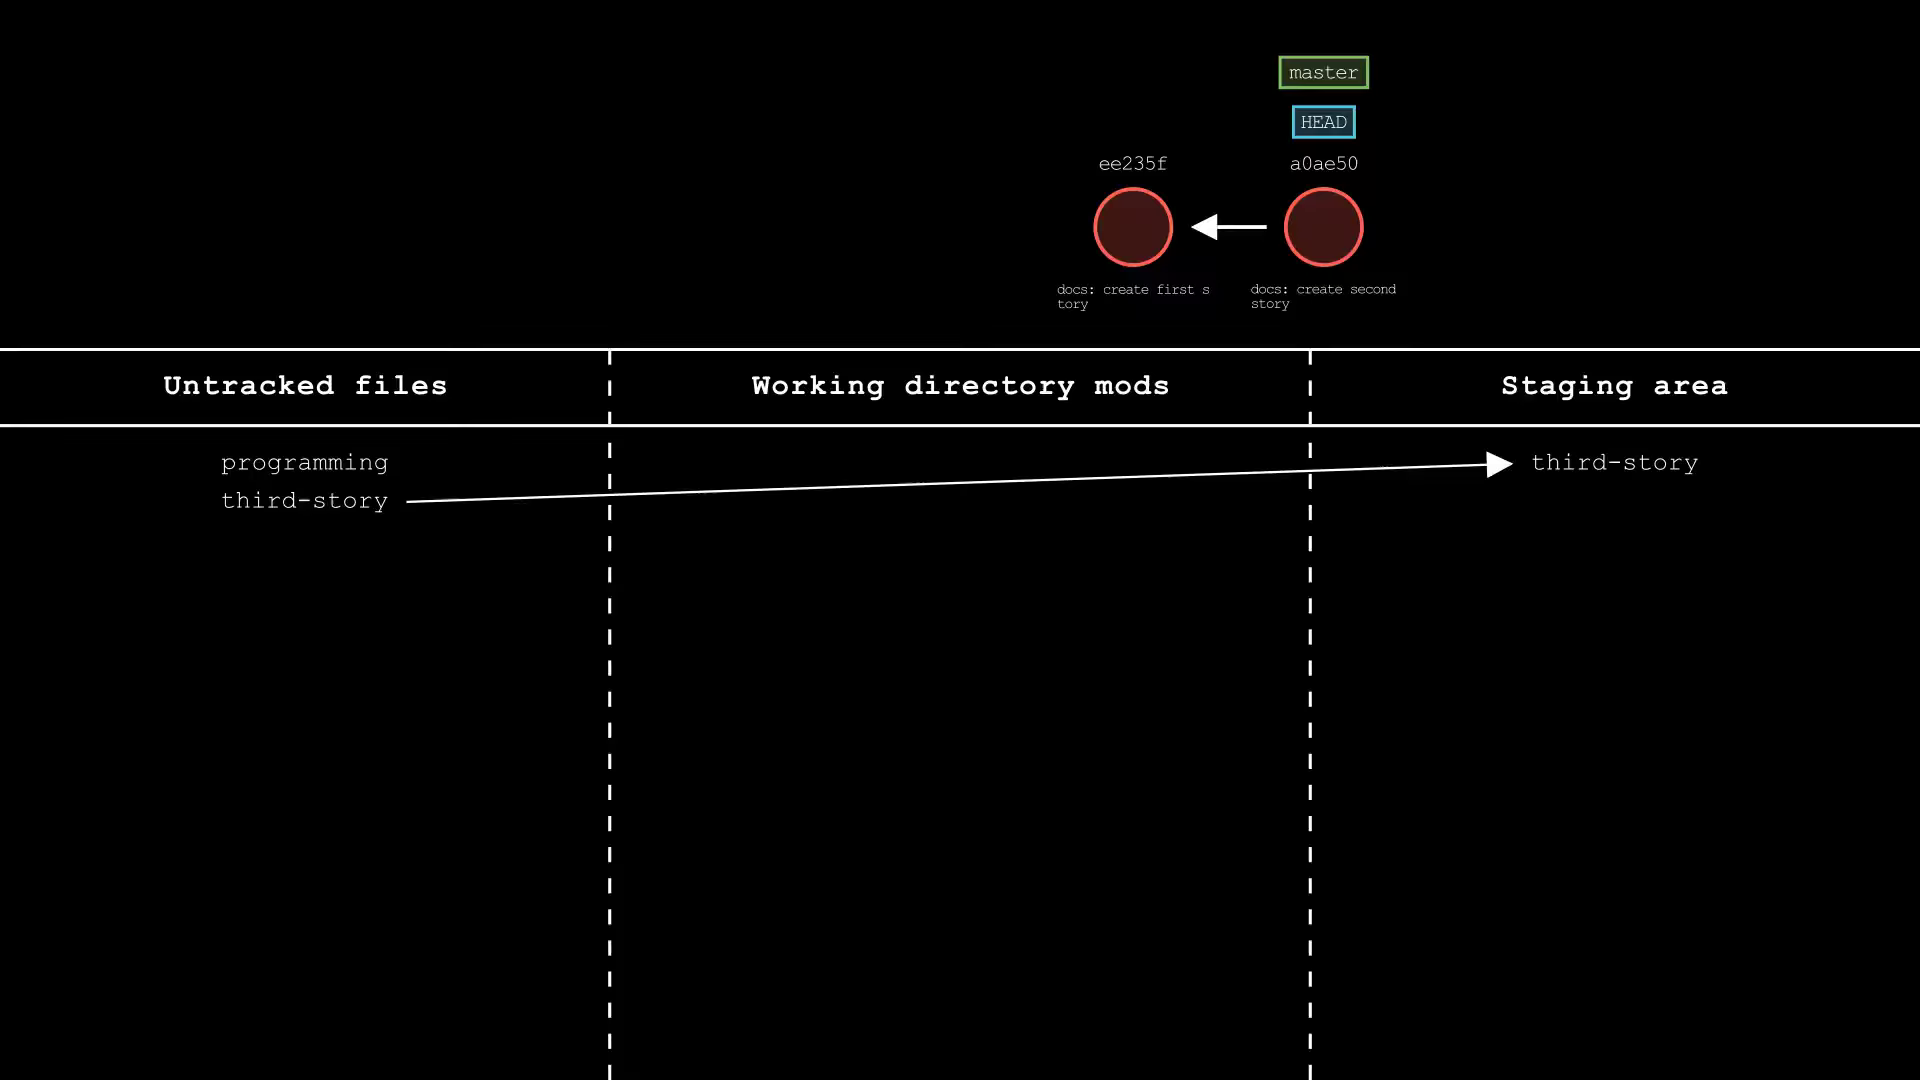 master
HEAD
ee235f
a0ae50
docs: create first s
tory
docs: create second
story
Untracked files
Working directory mods
Staging area
programming
third-story
third-story